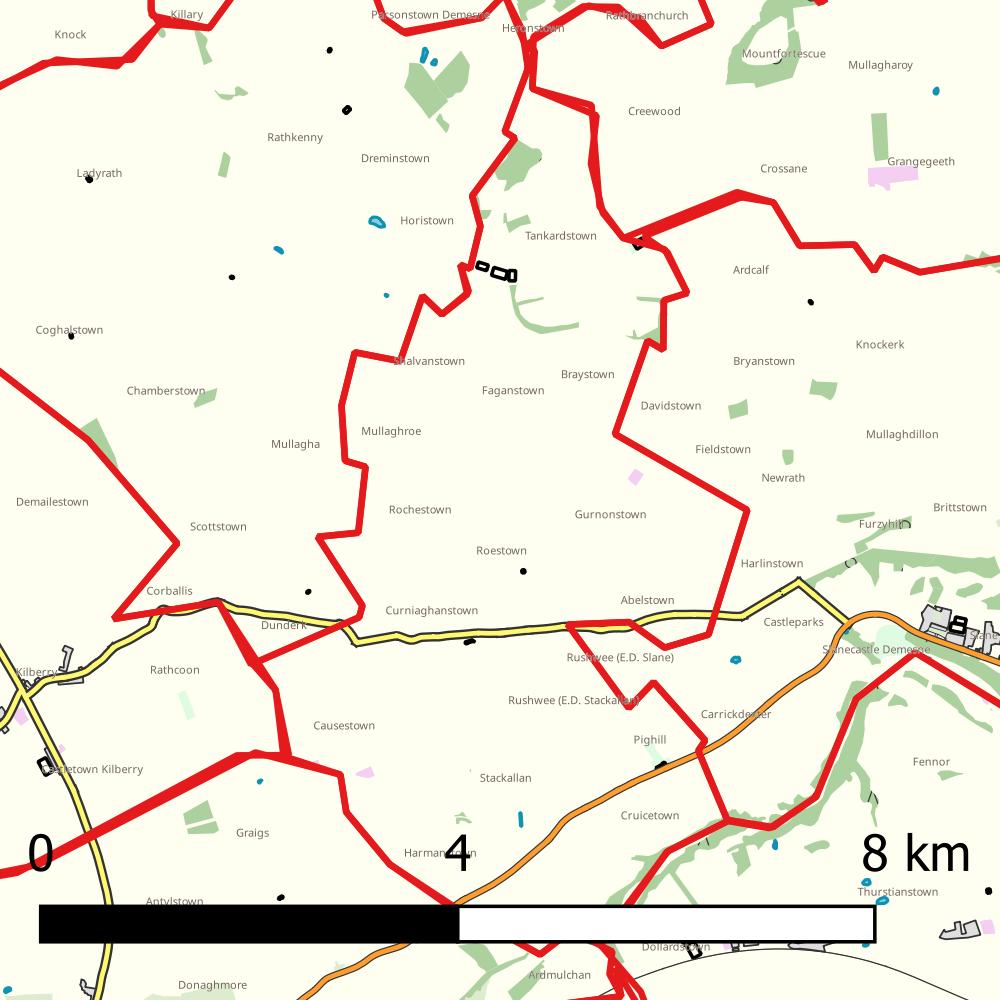 Killary
Parsonstown Demesne
Rathbranchurch
Heronstown
Knock
Mountfortescue
Mullagharoy
Creewood
Rathkenny
Dreminstown
Grangegeeth
Crossane
Ladyrath
Horistown
Tankardstown
Ardcalf
Coghalstown
Knockerk
Shalvanstown
Bryanstown
Braystown
Chamberstown
Faganstown
Davidstown
Mullaghroe
Mullaghdillon
Mullagha
Fieldstown
Newrath
Demailestown
Rochestown
Brittstown
Gurnonstown
Furzyhill
Scottstown
Roestown
Harlinstown
Corballis
Abelstown
Curniaghanstown
Castleparks
Dunderk
Slane
Slanecastle Demesne
Rushwee (E.D. Slane)
Kilberry
Rathcoon
Rushwee (E.D. Stackallan)
Carrickdexter
Causestown
Pighill
Fennor
Castletown Kilberry
Stackallan
Cruicetown
Graigs
0 4 8 km
Harmanstown
Thurstianstown
Antylstown
Dollardstown
Ardmulchan
Donaghmore